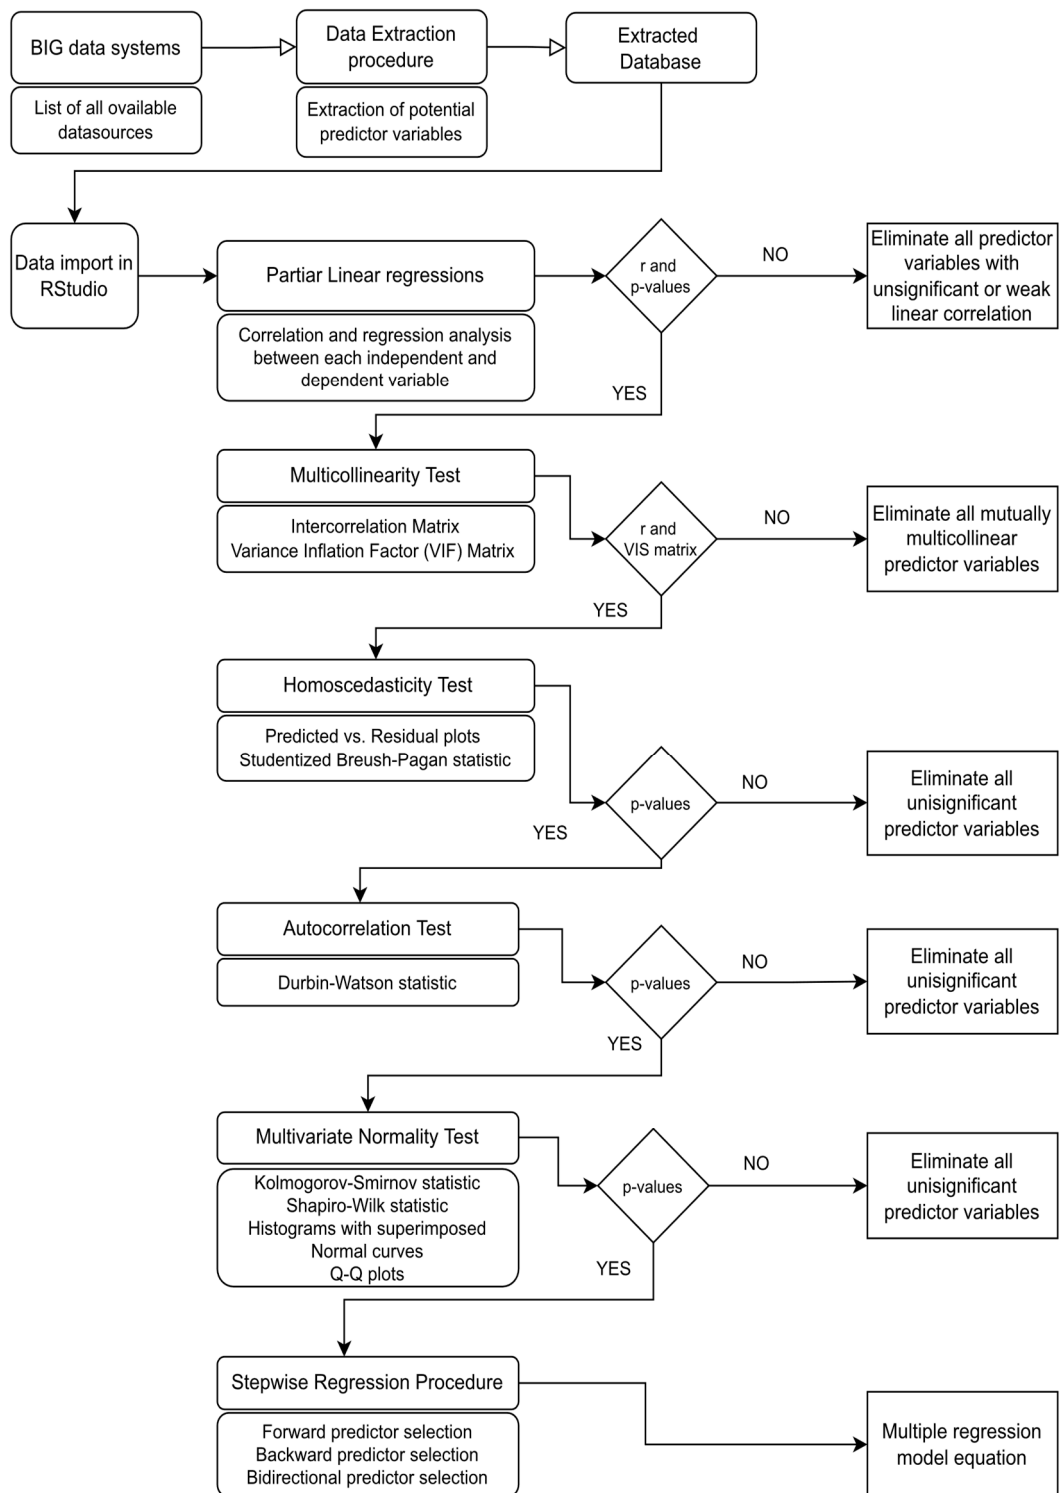 BIG data systems
List of all ovailable
datasources
Data Extraction
procedure
Extraction of potential
predictor variables
Extracted
Database
Data import in
RStudio
Partiar Linear regressions
Correlation and regression analysis
between each independent and
dependent variable
r and
p-values
NO
Eliminate all predictor
variables with
unsignificant or weak
linear correlation
YES
Multicollinearity Test
Intercorrelation Matrix
Variance Inflation Factor (VIF) Matrix
r and
VIS matrix
NO
Eliminate all mutually
multicollinear
predictor variables
YES
Homoscedasticity Test
Predicted vs. Residual plots
Studentized Breush-Pagan statistic
p-values
NO
Eliminate all
unisignificant
predictor variables
YES
Autocorrelation Test
Durbin-Watson statistic
p-values
NO
Eliminate all
unisignificant
predictor variables
YES
Multivariate Normality Test
Kolmogorov-Smirnov statistic
Shapiro-Wilk statistic
Histograms with superimposed
Normal curves
Q-Q plots
p-values
NO
Eliminate all
unisignificant
predictor variables
YES
Stepwise Regression Procedure
Forward predictor selection
Backward predictor selection
Bidirectional predictor selection
Multiple regression
model equation